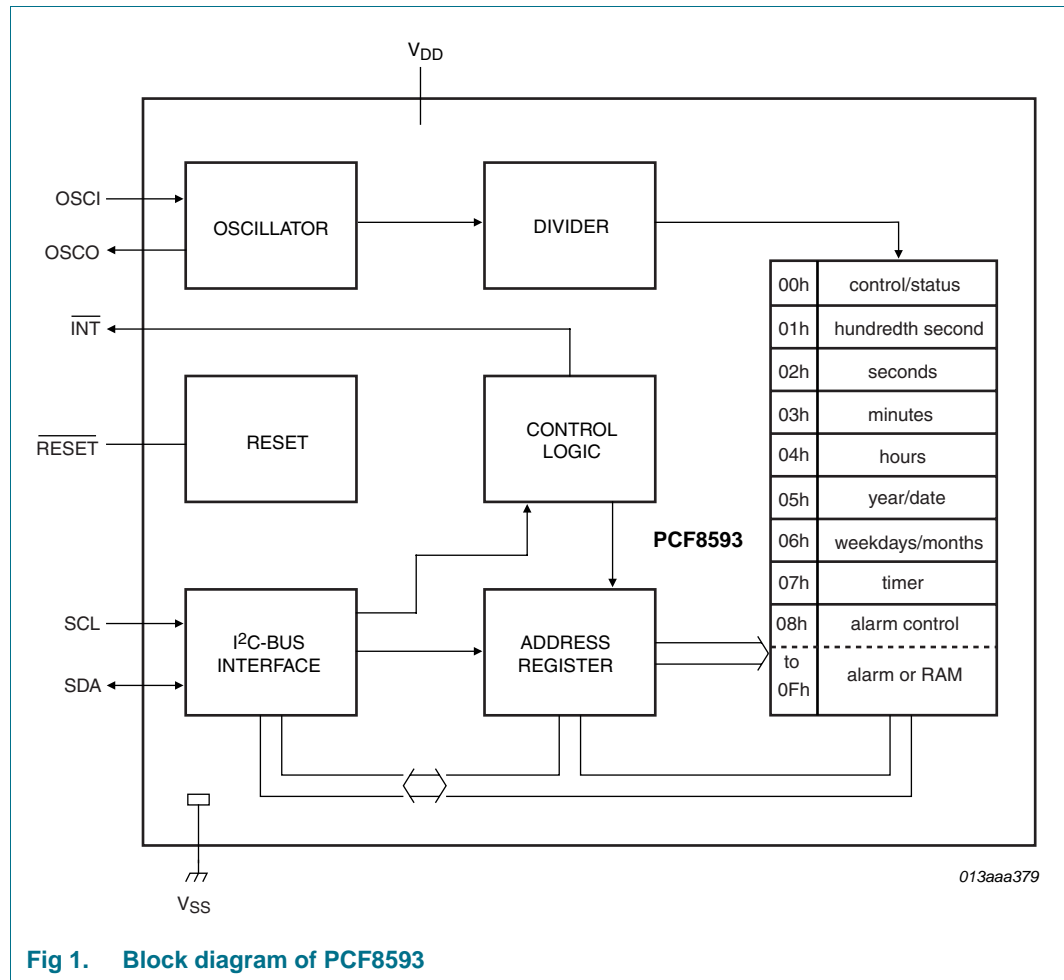 VDD
OSCI
OSCO
OSCILLATOR
DIVIDER
INT
RESET
RESET
CONTROL
LOGIC
PCF8593
SCL
SDA
I²C-BUS
INTERFACE
ADDRESS
REGISTER
00h control/status
01h hundredth second
02h seconds
03h minutes
04h hours
05h year/date
06h weekdays/months
07h timer
08h alarm control
to
0Fh
alarm or RAM
VSS
013aaa379
Fig 1. Block diagram of PCF8593